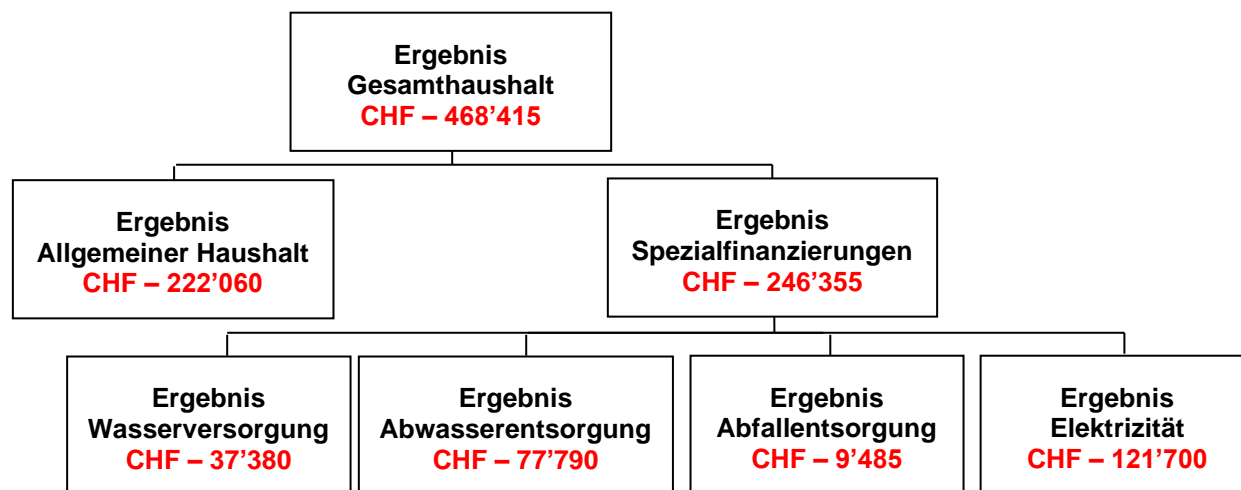 Ergebnis
Gesamthaushalt
CHF – 468’415
Ergebnis
Allgemeiner Haushalt
CHF – 222’060
Ergebnis
Spezialfinanzierungen
CHF – 246’355
Ergebnis
Wasserversorgung
CHF – 37’380
Ergebnis
Abwasserentsorgung
CHF – 77’790
Ergebnis
Abfallentsorgung
CHF – 9’485
Ergebnis
Elektrizität
CHF – 121’700